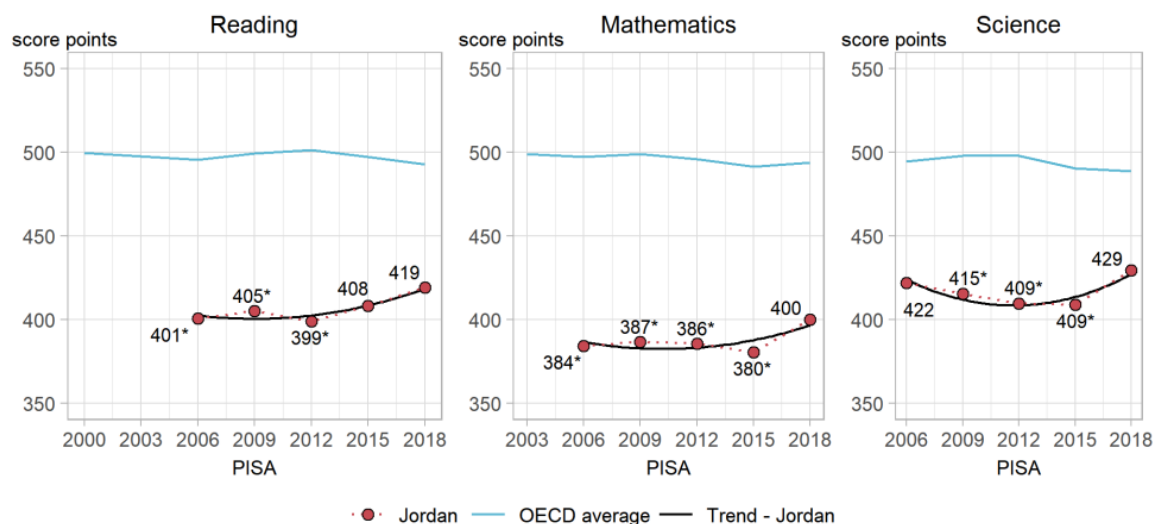 Reading
score points
550
500
450
400
350
401*
405*
399*
408
419
2000 2003 2006 2009 2012 2015 2018
PISA
Mathematics
score points
550
500
450
400
350
384*
387*
386*
380*
400
2003 2006 2009 2012 2015 2018
PISA
Science
score points
550
500
450
400
350
422
415*
409*
409*
429
2006 2009 2012 2015 2018
PISA
Jordan OECD average Trend - Jordan